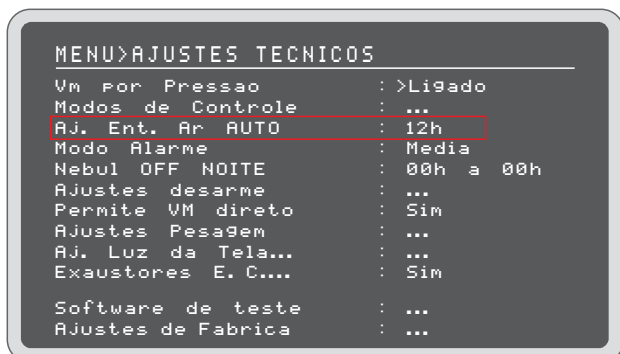 MENU>AJUSTES TECNICOS
Vm por Pressao : >Ligado
Modos de Controle : ...
Aj. Ent. Ar AUTO : 12h
Modo Alarme : Media
Nebul OFF NOITE : 00h a 00h
Ajustes desarme : ...
Permite VM direto : Sim
Ajustes Pesagem : ...
Aj. Luz da Tela... : ...
Exaustores E.C.... : Sim
Software de teste : ...
Ajustes de Fabrica : ...